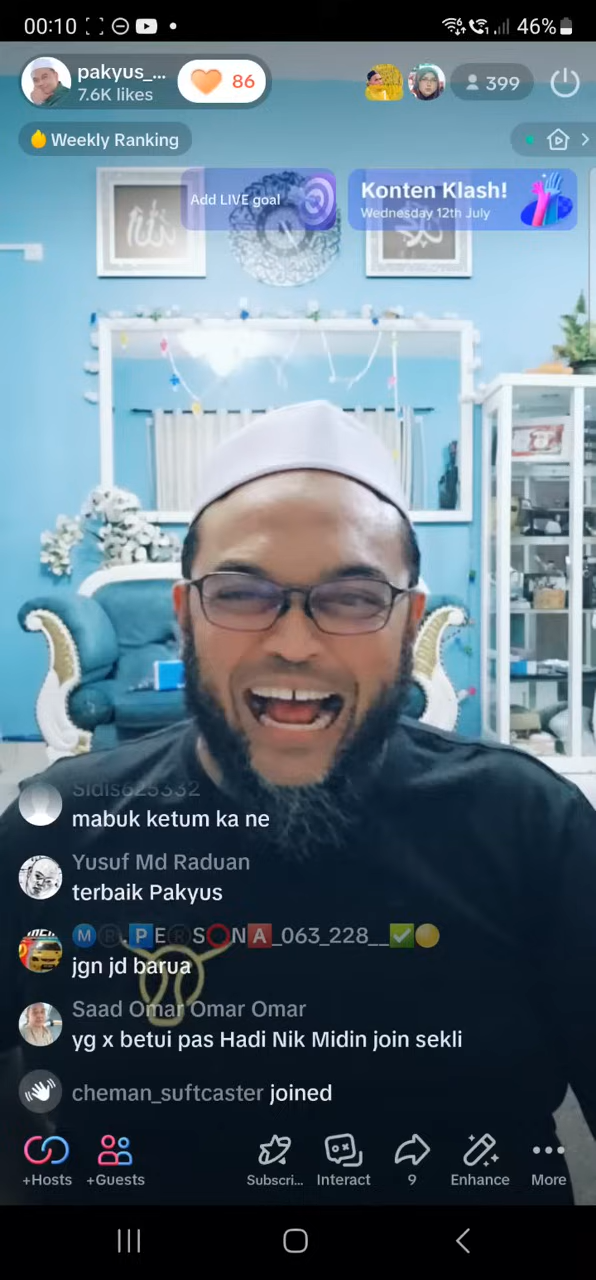 00:10
46%
pakyus_...
7.6K likes
86
399
Weekly Ranking
Add LIVE goal
Konten Klash!
Wednesday 12th July
Sidis625332
mabuk ketum ka ne
Yusuf Md Raduan
terbaik Pakyus
Ⓜ️®️.🅿️E®️S⭕NA_063_228__✅🟡
jgn jd barua
Saad Omar Omar Omar
yg x betui pas Hadi Nik Midin join sekli
cheman_suftcaster joined
+Hosts
+Guests
Subscri...
Interact
9
Enhance
More